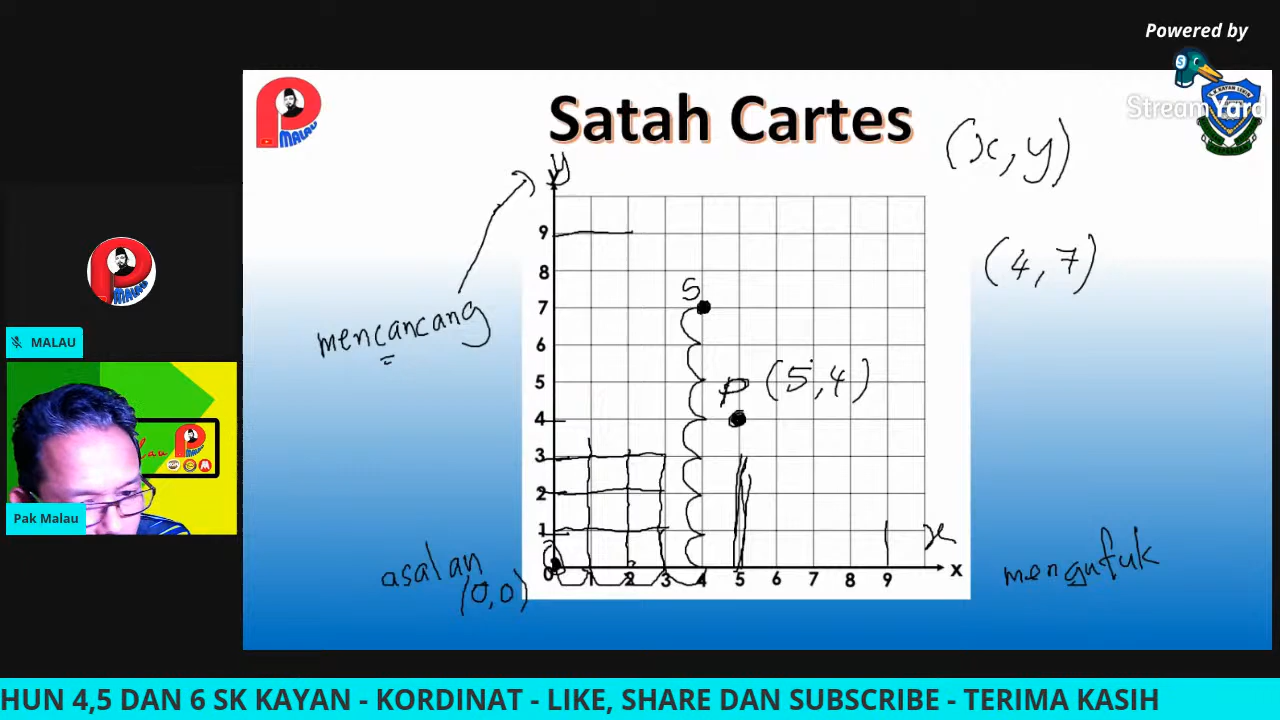 Powered by
StreamYard
P
MALAU
Satah Cartes
(x, y)
y
9
8
(4, 7)
S
7
mencancang
6
5
P (5, 4)
4
3
2
1
x
asalan
(0, 0)
0 1 2 3 4 5 6 7 8 9 x
mengufuk
P
MALAU
MALAU
Pak Malau
HUN 4,5 DAN 6 SK KAYAN - KORDINAT - LIKE, SHARE DAN SUBSCRIBE - TERIMA KASIH